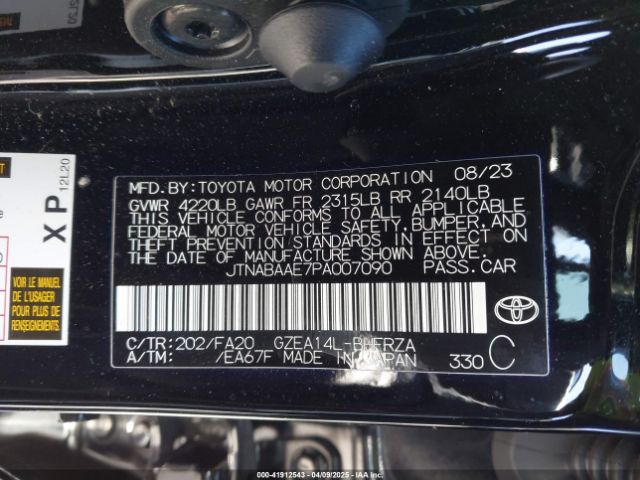 XP
12L20
VOIR LE MANUEL
DE L'USAGER
POUR PLUS DE
RENSEIGNEMENTS.
MFD. BY: TOYOTA MOTOR CORPORATION 08/23
GVWR 4220LB GAWR FR 2315LB RR 2140LB
THIS VEHICLE CONFORMS TO ALL APPLICABLE
FEDERAL MOTOR VEHICLE SAFETY, BUMPER, AND
THEFT PREVENTION STANDARDS IN EFFECT ON
THE DATE OF MANUFACTURE SHOWN ABOVE.
JTNABAAE7PA007090 PASS. CAR
C/TR: 202/FA20 GZEA14L-BHFRZA
A/TM: /EA67F MADE IN JAPAN 330 C
000-41912543 - 04/09/2025 - IAAI.COM